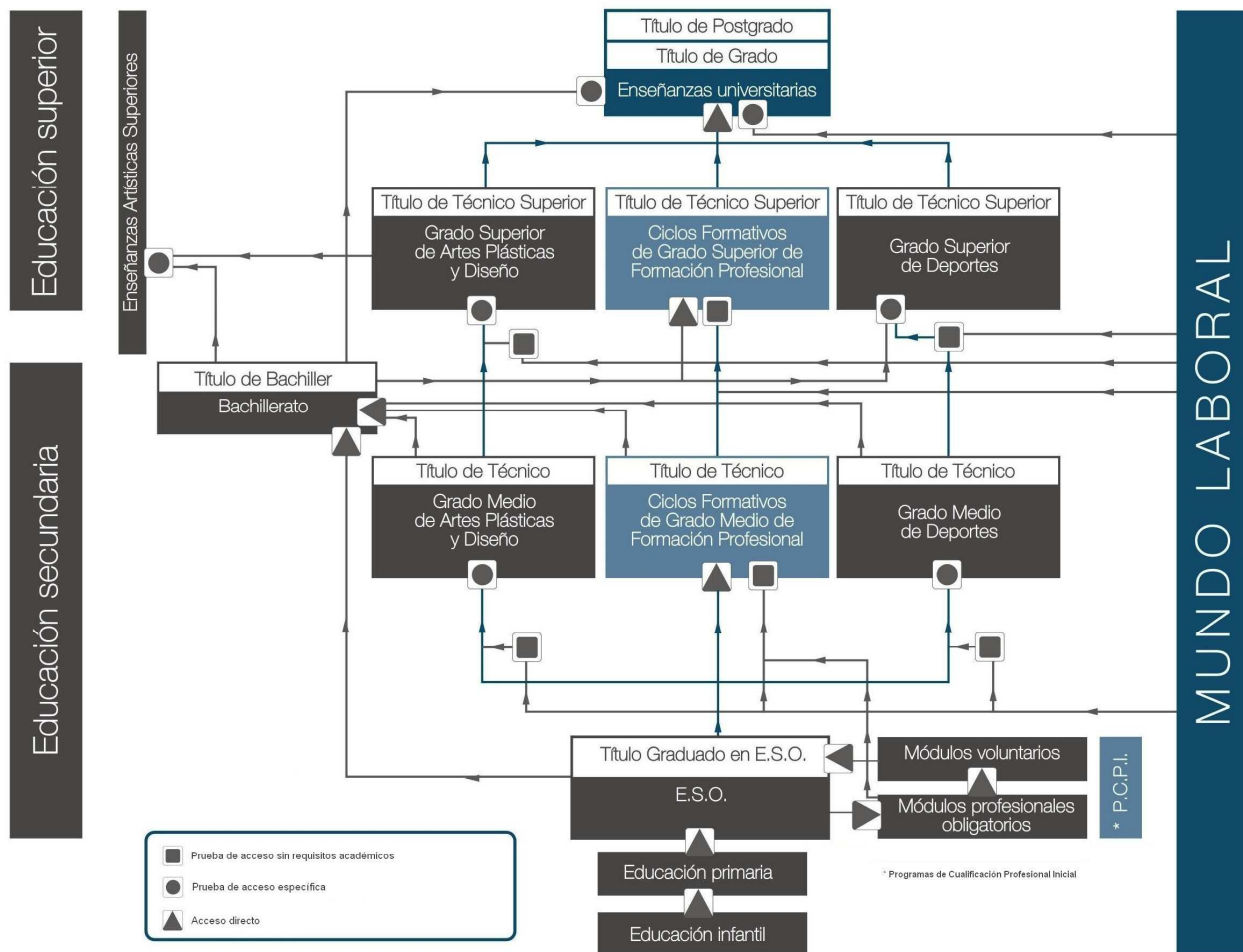 Educación superior
Enseñanzas Artísticas Superiores
Título de Postgrado
Título de Grado
Enseñanzas universitarias
Título de Técnico Superior
Grado Superior
de Artes Plásticas
y Diseño
Título de Técnico Superior
Ciclos Formativos
de Grado Superior de
Formación Profesional
Título de Técnico Superior
Grado Superior
de Deportes
MUNDO LABORAL
Educación secundaria
Título de Bachiller
Bachillerato
Título de Técnico
Grado Medio
de Artes Plásticas
y Diseño
Título de Técnico
Ciclos Formativos
de Grado Medio de
Formación Profesional
Título de Técnico
Grado Medio
de Deportes
Título Graduado en E.S.O.
E.S.O.
Módulos voluntarios
Módulos profesionales
obligatorios
* P.C.P.I.
Educación primaria
Educación infantil
* Programas de Cualificación Profesional Inicial
Prueba de acceso sin requisitos académicos
Prueba de acceso específica
Acceso directo